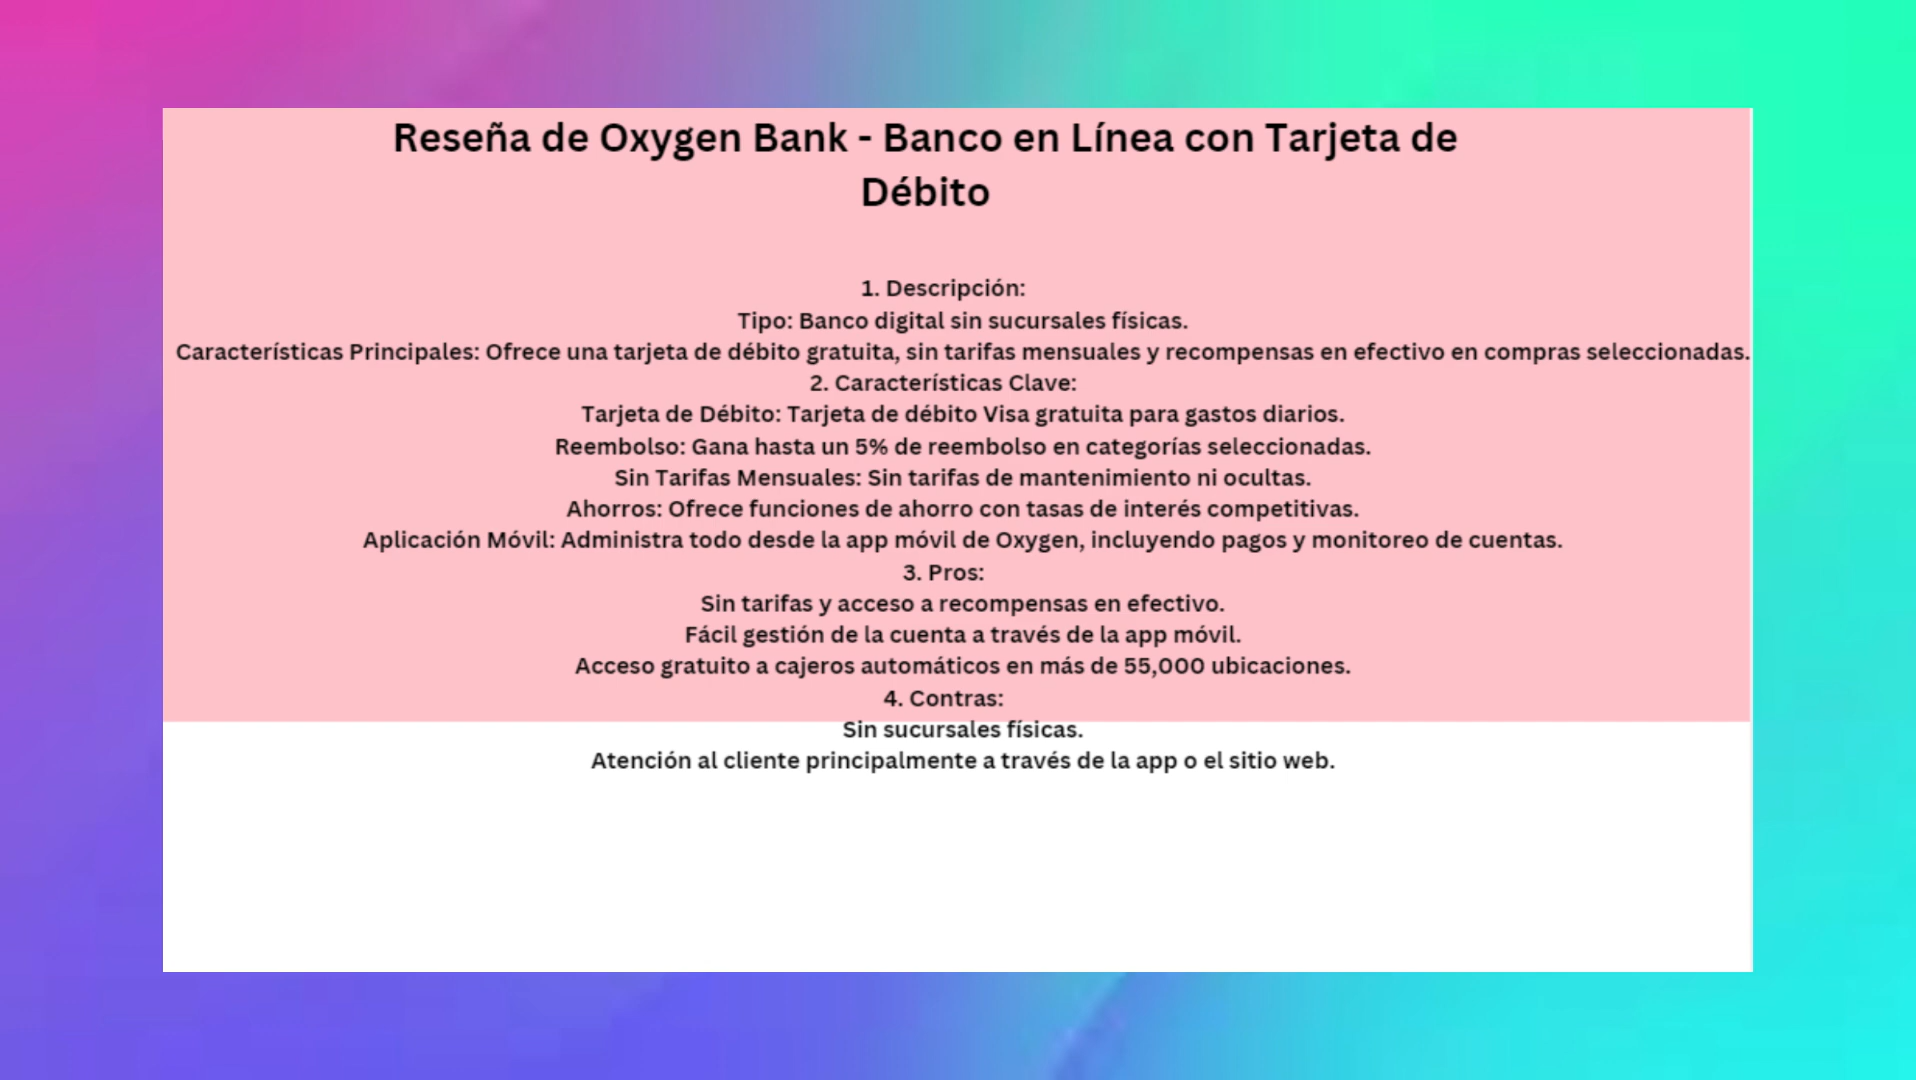 Reseña de Oxygen Bank - Banco en Línea con Tarjeta de
Débito
1. Descripción:
Tipo: Banco digital sin sucursales físicas.
Características Principales: Ofrece una tarjeta de débito gratuita, sin tarifas mensuales y recompensas en efectivo en compras seleccionadas.
2. Características Clave:
Tarjeta de Débito: Tarjeta de débito Visa gratuita para gastos diarios.
Reembolso: Gana hasta un 5% de reembolso en categorías seleccionadas.
Sin Tarifas Mensuales: Sin tarifas de mantenimiento ni ocultas.
Ahorros: Ofrece funciones de ahorro con tasas de interés competitivas.
Aplicación Móvil: Administra todo desde la app móvil de Oxygen, incluyendo pagos y monitoreo de cuentas.
3. Pros:
Sin tarifas y acceso a recompensas en efectivo.
Fácil gestión de la cuenta a través de la app móvil.
Acceso gratuito a cajeros automáticos en más de 55,000 ubicaciones.
4. Contras:
Sin sucursales físicas.
Atención al cliente principalmente a través de la app o el sitio web.